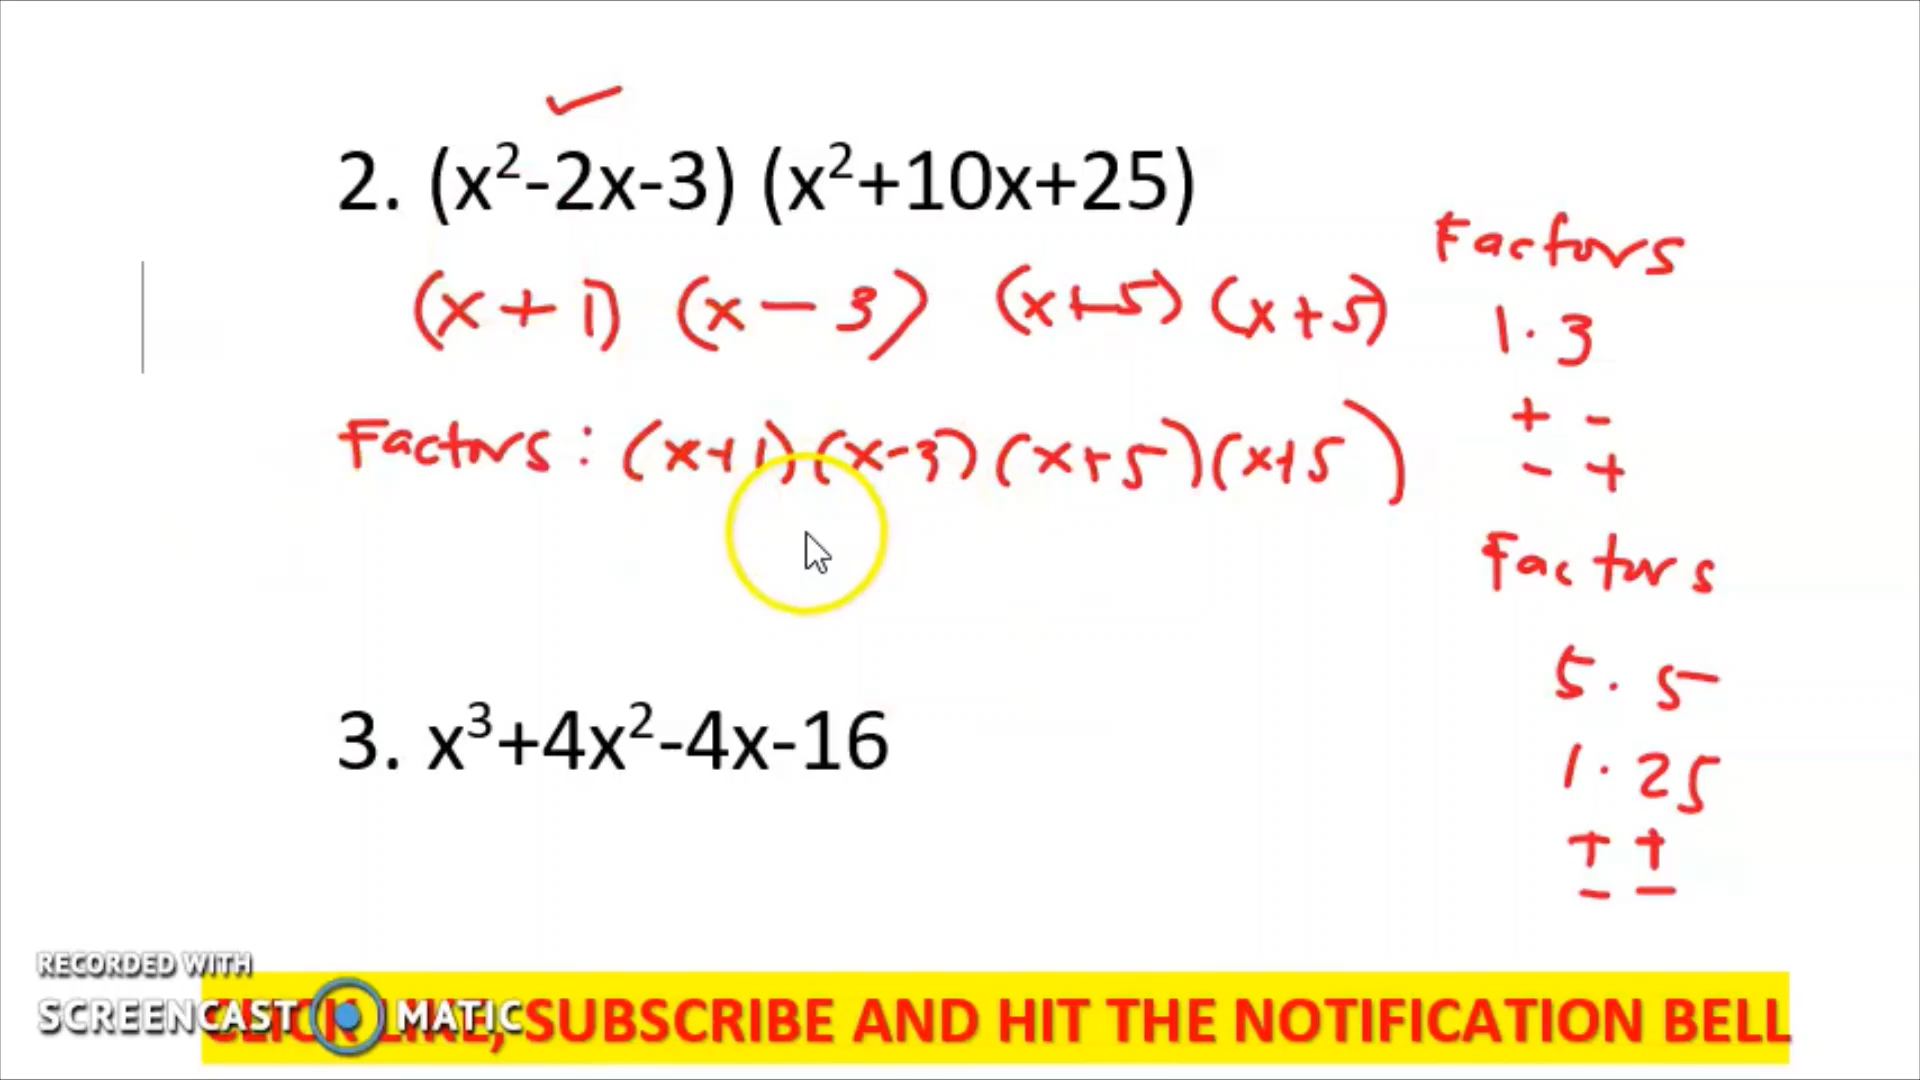 2. (x²-2x-3) (x²+10x+25)
(x + 1) (x - 3) (x+5) (x+5)
Factors : (x+1)(x-3)(x+5)(x+5)
Factors
1 · 3
+ -
- +
Factors
5 · 5
1 · 25
+ +
- -
3. x³+4x²-4x-16
RECORDED WITH
SCREENCAST MATIC
CLICK LIKE, SUBSCRIBE AND HIT THE NOTIFICATION BELL